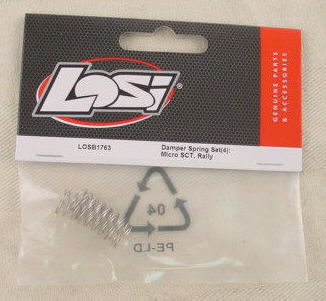 GENUINE PARTS
& ACCESSORIES
LOSI
LOSB1763
Damper Spring Set(4):
Micro SCT, Rally
04
PE-LD